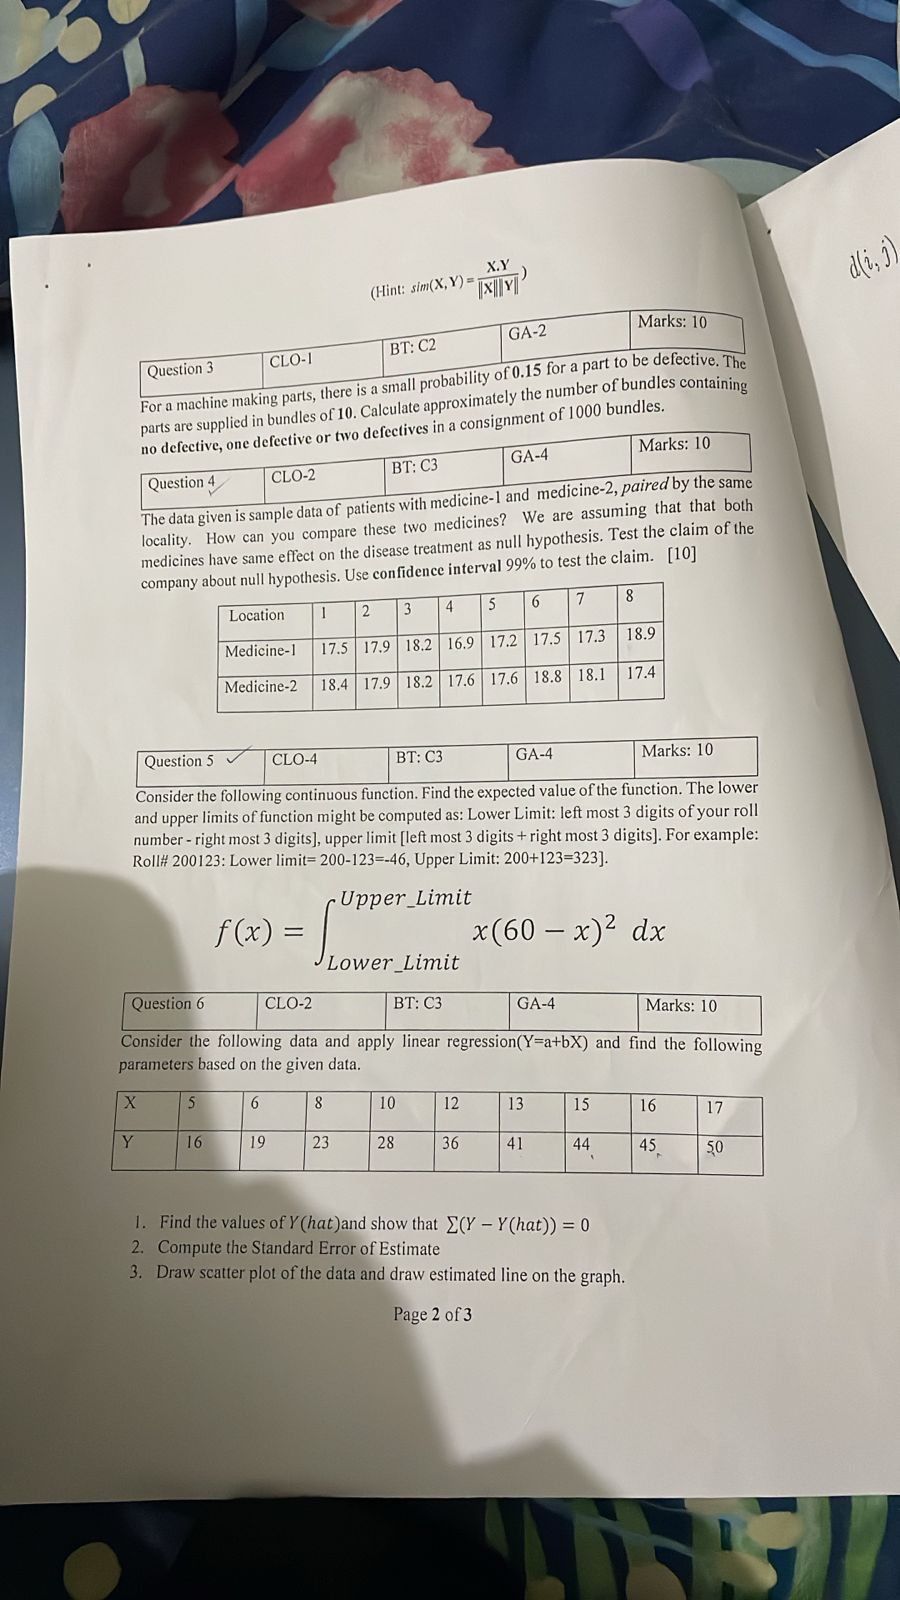 d(i, j)
(Hint: sim(X,Y) = X.Y / ‖X‖‖Y‖ )
Question 3 CLO-1 BT: C2 GA-2 Marks: 10
For a machine making parts, there is a small probability of 0.15 for a part to be defective. The
parts are supplied in bundles of 10. Calculate approximately the number of bundles containing
no defective, one defective or two defectives in a consignment of 1000 bundles.
Question 4 CLO-2 BT: C3 GA-4 Marks: 10
The data given is sample data of patients with medicine-1 and medicine-2, paired by the same
locality. How can you compare these two medicines? We are assuming that that both
medicines have same effect on the disease treatment as null hypothesis. Test the claim of the
company about null hypothesis. Use confidence interval 99% to test the claim. [10]
Location 1 2 3 4 5 6 7 8
Medicine-1 17.5 17.9 18.2 16.9 17.2 17.5 17.3 18.9
Medicine-2 18.4 17.9 18.2 17.6 17.6 18.8 18.1 17.4
Question 5 CLO-4 BT: C3 GA-4 Marks: 10
Consider the following continuous function. Find the expected value of the function. The lower
and upper limits of function might be computed as: Lower Limit: left most 3 digits of your roll
number - right most 3 digits], upper limit [left most 3 digits + right most 3 digits]. For example:
Roll# 200123: Lower limit= 200-123=-46, Upper Limit: 200+123=323].
Upper_Limit
f(x) = ∫ x(60 − x)² dx
Lower_Limit
Question 6 CLO-2 BT: C3 GA-4 Marks: 10
Consider the following data and apply linear regression(Y=a+bX) and find the following
parameters based on the given data.
X 5 6 8 10 12 13 15 16 17
Y 16 19 23 28 36 41 44 45 50
1. Find the values of Y(hat)and show that ∑(Y − Y(hat)) = 0
2. Compute the Standard Error of Estimate
3. Draw scatter plot of the data and draw estimated line on the graph.
Page 2 of 3